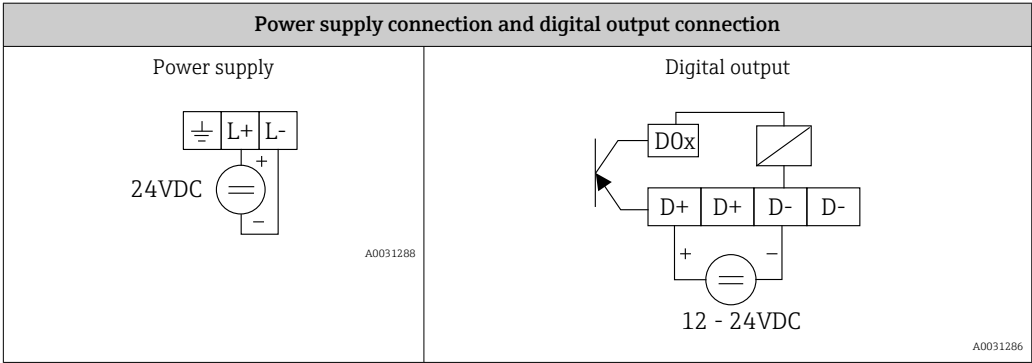 Power supply connection and digital output connection
Power supply
L+ L-
+
24VDC
–
A0031288
Digital output
DOx
D+ D+ D- D-
+ –
12 - 24VDC
A0031286